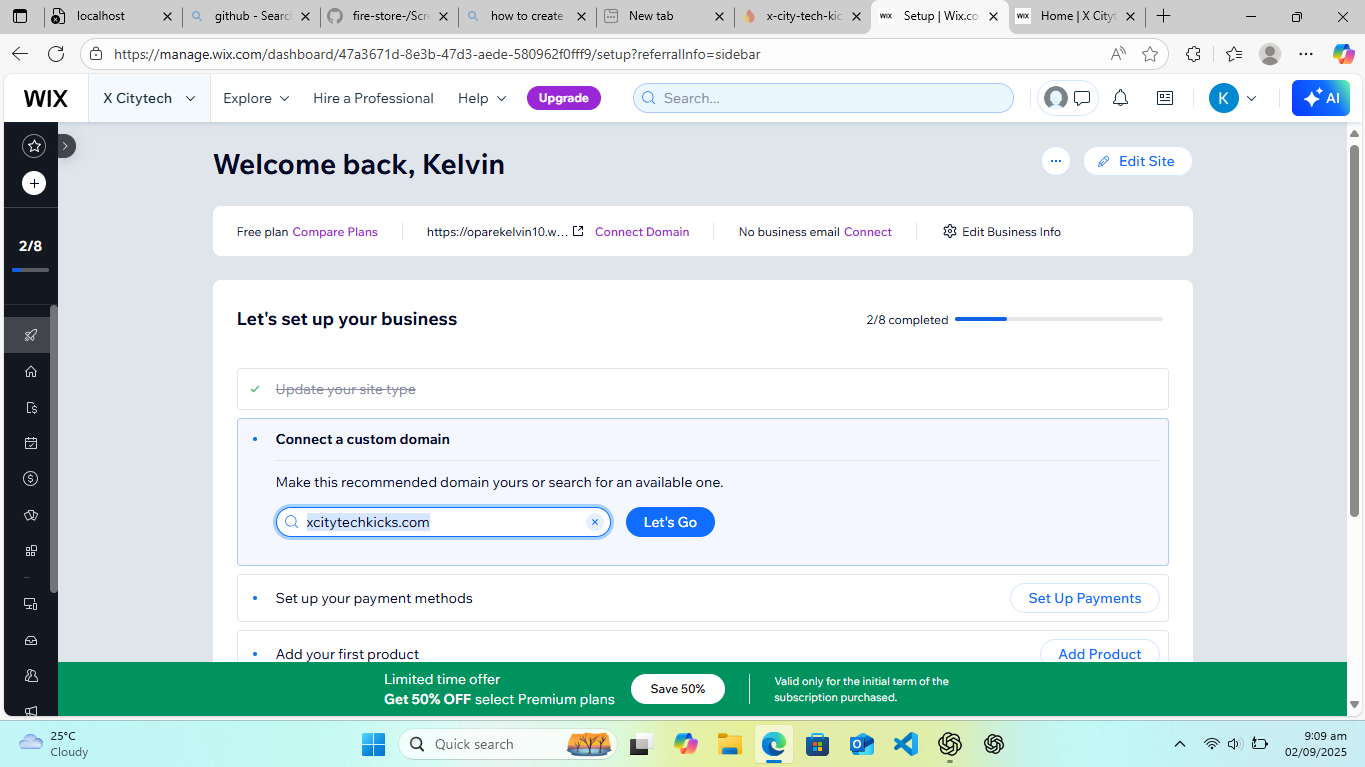 localhost
github - Search
fire-store-/Scre
how to create
New tab
x-city-tech-kic
WIX Setup | Wix.co
WIX Home | X City
https://manage.wix.com/dashboard/47a3671d-8e3b-47d3-aede-580962f0fff9/setup?referralInfo=sidebar
WIX
X Citytech
Explore
Hire a Professional
Help
Upgrade
Search...
K
AI
2/8
Welcome back, Kelvin
Edit Site
Free plan Compare Plans
https://oparekelvin10.w... Connect Domain
No business email Connect
Edit Business Info
Let's set up your business
2/8 completed
Update your site type
Connect a custom domain
Make this recommended domain yours or search for an available one.
xcitytechkicks.com
Let's Go
Set up your payment methods
Set Up Payments
Add your first product
Add Product
Limited time offer
Get 50% OFF select Premium plans
Save 50%
Valid only for the initial term of the
subscription purchased.
25°C
Cloudy
Quick search
9:09 am
02/09/2025